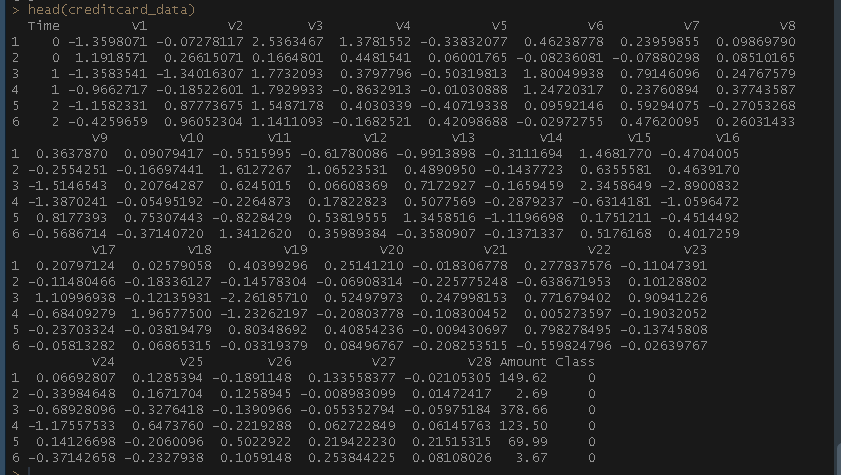 > head(creditcard_data)
Time V1 V2 V3 V4 V5 V6 V7 V8
1 0 -1.3598071 -0.07278117 2.5363467 1.3781552 -0.33832077 0.46238778 0.23959855 0.09869790
2 0 1.1918571 0.26615071 0.1664801 0.4481541 0.06001765 -0.08236081 -0.07880298 0.08510165
3 1 -1.3583541 -1.34016307 1.7732093 0.3797796 -0.50319813 1.80049938 0.79146096 0.24767579
4 1 -0.9662717 -0.18522601 1.7929933 -0.8632913 -0.01030888 1.24720317 0.23760894 0.37743587
5 2 -1.1582331 0.87773675 1.5487178 0.4030339 -0.40719338 0.09592146 0.59294075 -0.27053268
6 2 -0.4259659 0.96052304 1.1411093 -0.1682521 0.42098688 -0.02972755 0.47620095 0.26031433
V9 V10 V11 V12 V13 V14 V15 V16
1 0.3637870 0.09079417 -0.5515995 -0.61780086 -0.9913898 -0.3111694 1.4681770 -0.4704005
2 -0.2554251 -0.16697441 1.6127267 1.06523531 0.4890950 -0.1437723 0.6355581 0.4639170
3 -1.5146543 0.20764287 0.6245015 0.06608369 0.7172927 -0.1659459 2.3458649 -2.8900832
4 -1.3870241 -0.05495192 -0.2264873 0.17822823 0.5077569 -0.2879237 -0.6314181 -1.0596472
5 0.8177393 0.75307443 -0.8228429 0.53819555 1.3458516 -1.1196698 0.1751211 -0.4514492
6 -0.5686714 -0.37140720 1.3412620 0.35989384 -0.3580907 -0.1371337 0.5176168 0.4017259
V17 V18 V19 V20 V21 V22 V23
1 0.20797124 0.02579058 0.40399296 0.25141210 -0.018306778 0.277837576 -0.11047391
2 -0.11480466 -0.18336127 -0.14578304 -0.06908314 -0.225775248 -0.638671953 0.10128802
3 1.10996938 -0.12135931 -2.26185710 0.52497973 0.247998153 0.771679402 0.90941226
4 -0.68409279 1.96577500 -1.23262197 -0.20803778 -0.108300452 0.005273597 -0.19032052
5 -0.23703324 -0.03819479 0.80348692 0.40854236 -0.009430697 0.798278495 -0.13745808
6 -0.05813282 0.06865315 -0.03319379 0.08496767 -0.208253515 -0.559824796 -0.02639767
V24 V25 V26 V27 V28 Amount Class
1 0.06692807 0.1285394 -0.1891148 0.133558377 -0.02105305 149.62 0
2 -0.33984648 0.1671704 0.1258945 -0.008983099 0.01472417 2.69 0
3 -0.68928096 -0.3276418 -0.1390966 -0.055352794 -0.05975184 378.66 0
4 -1.17557533 0.6473760 -0.2219288 0.062722849 0.06145763 123.50 0
5 0.14126698 -0.2060096 0.5022922 0.219422230 0.21515315 69.99 0
6 -0.37142658 -0.2327938 0.1059148 0.253844225 0.08108026 3.67 0
>